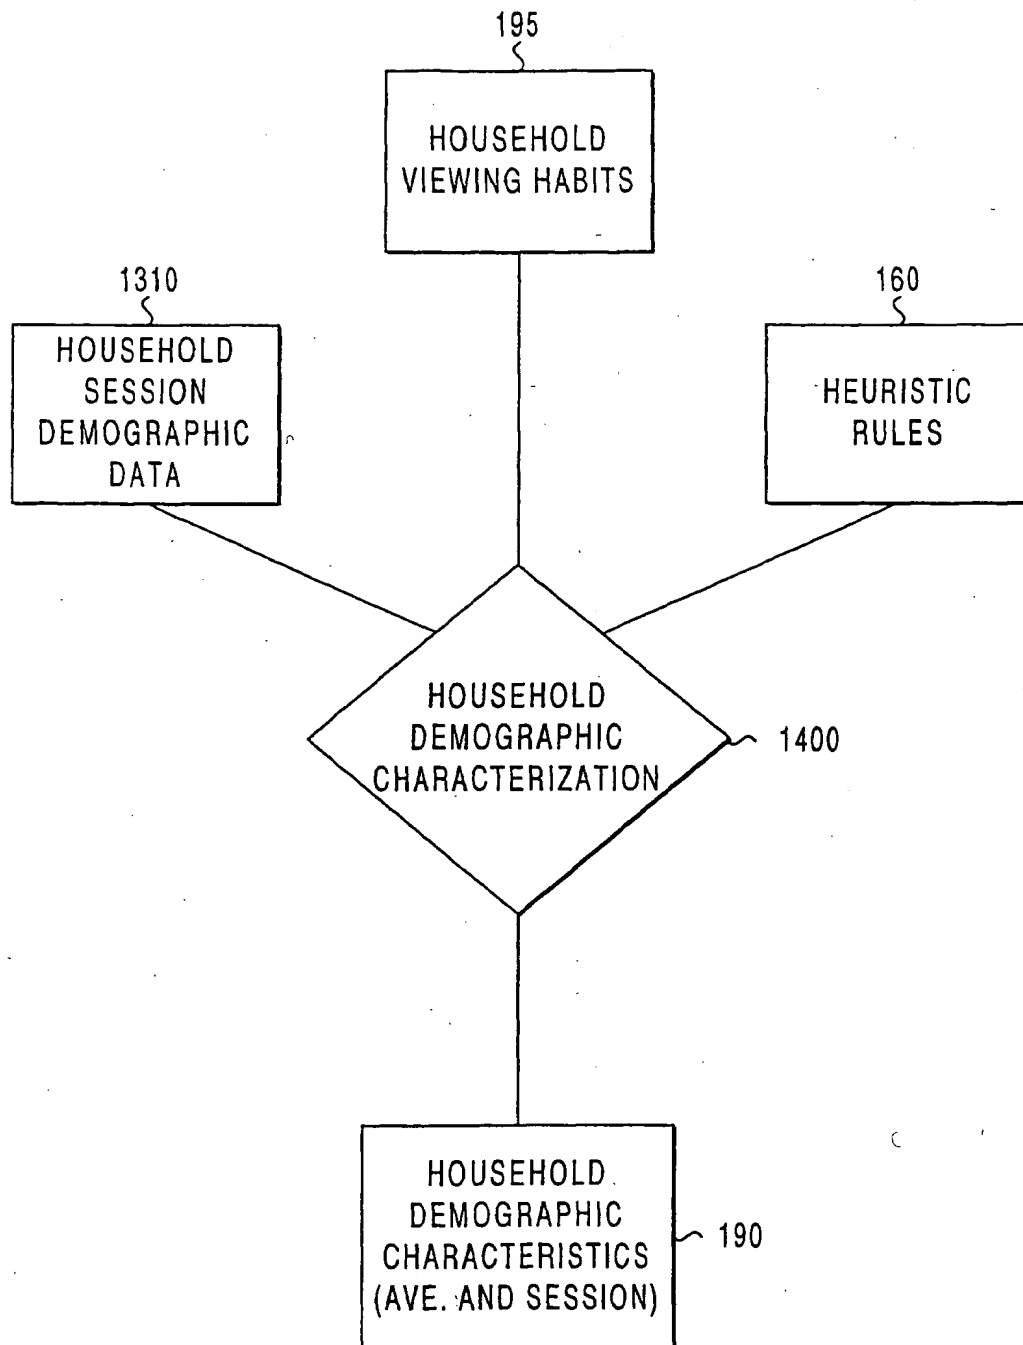 195
HOUSEHOLD
VIEWING HABITS
1310
HOUSEHOLD
SESSION
DEMOGRAPHIC
DATA
160
HEURISTIC
RULES
HOUSEHOLD
DEMOGRAPHIC
CHARACTERIZATION
1400
HOUSEHOLD
DEMOGRAPHIC
CHARACTERISTICS
(AVE. AND SESSION)
190